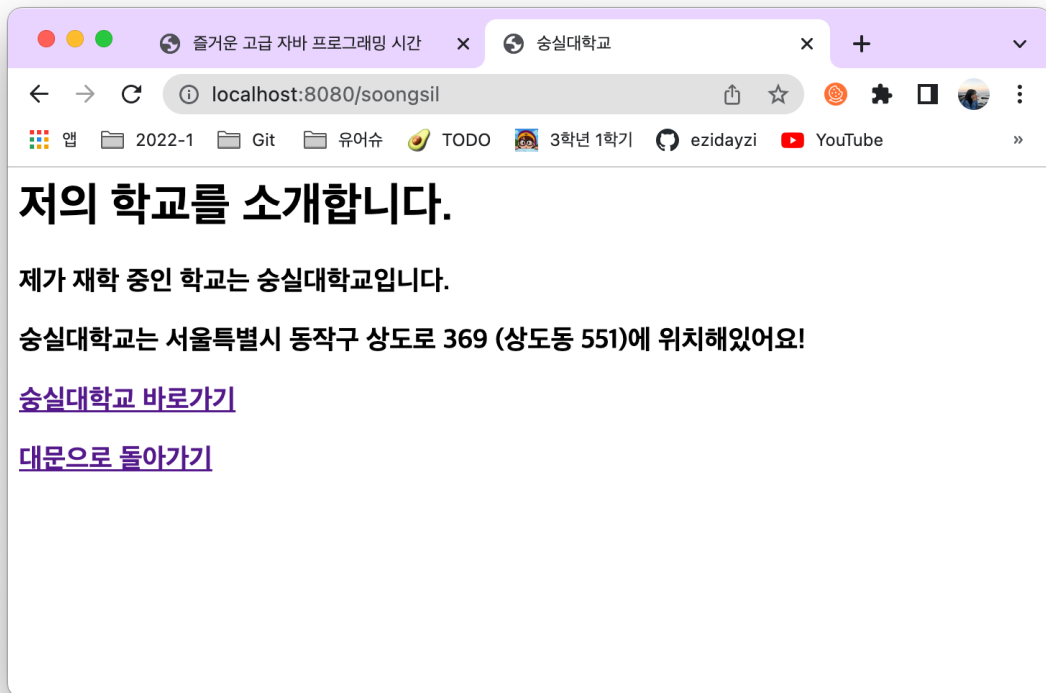 즐거운 고급 자바 프로그래밍 시간
숭실대학교
localhost:8080/soongsil
앱 2022-1 Git 유어슈 TODO 3학년 1학기 ezidayzi YouTube »
저의 학교를 소개합니다.
제가 재학 중인 학교는 숭실대학교입니다.
숭실대학교는 서울특별시 동작구 상도로 369 (상도동 551)에 위치해있어요!
숭실대학교 바로가기
대문으로 돌아가기